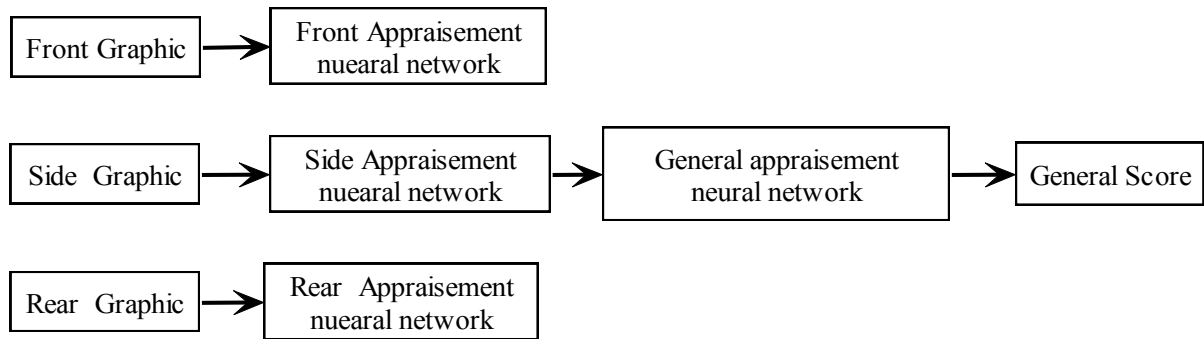 Front Graphic
Front Appraisement
nuearal network
Side Graphic
Side Appraisement
nuearal network
General appraisement
neural network
General Score
Rear Graphic
Rear Appraisement
nuearal network